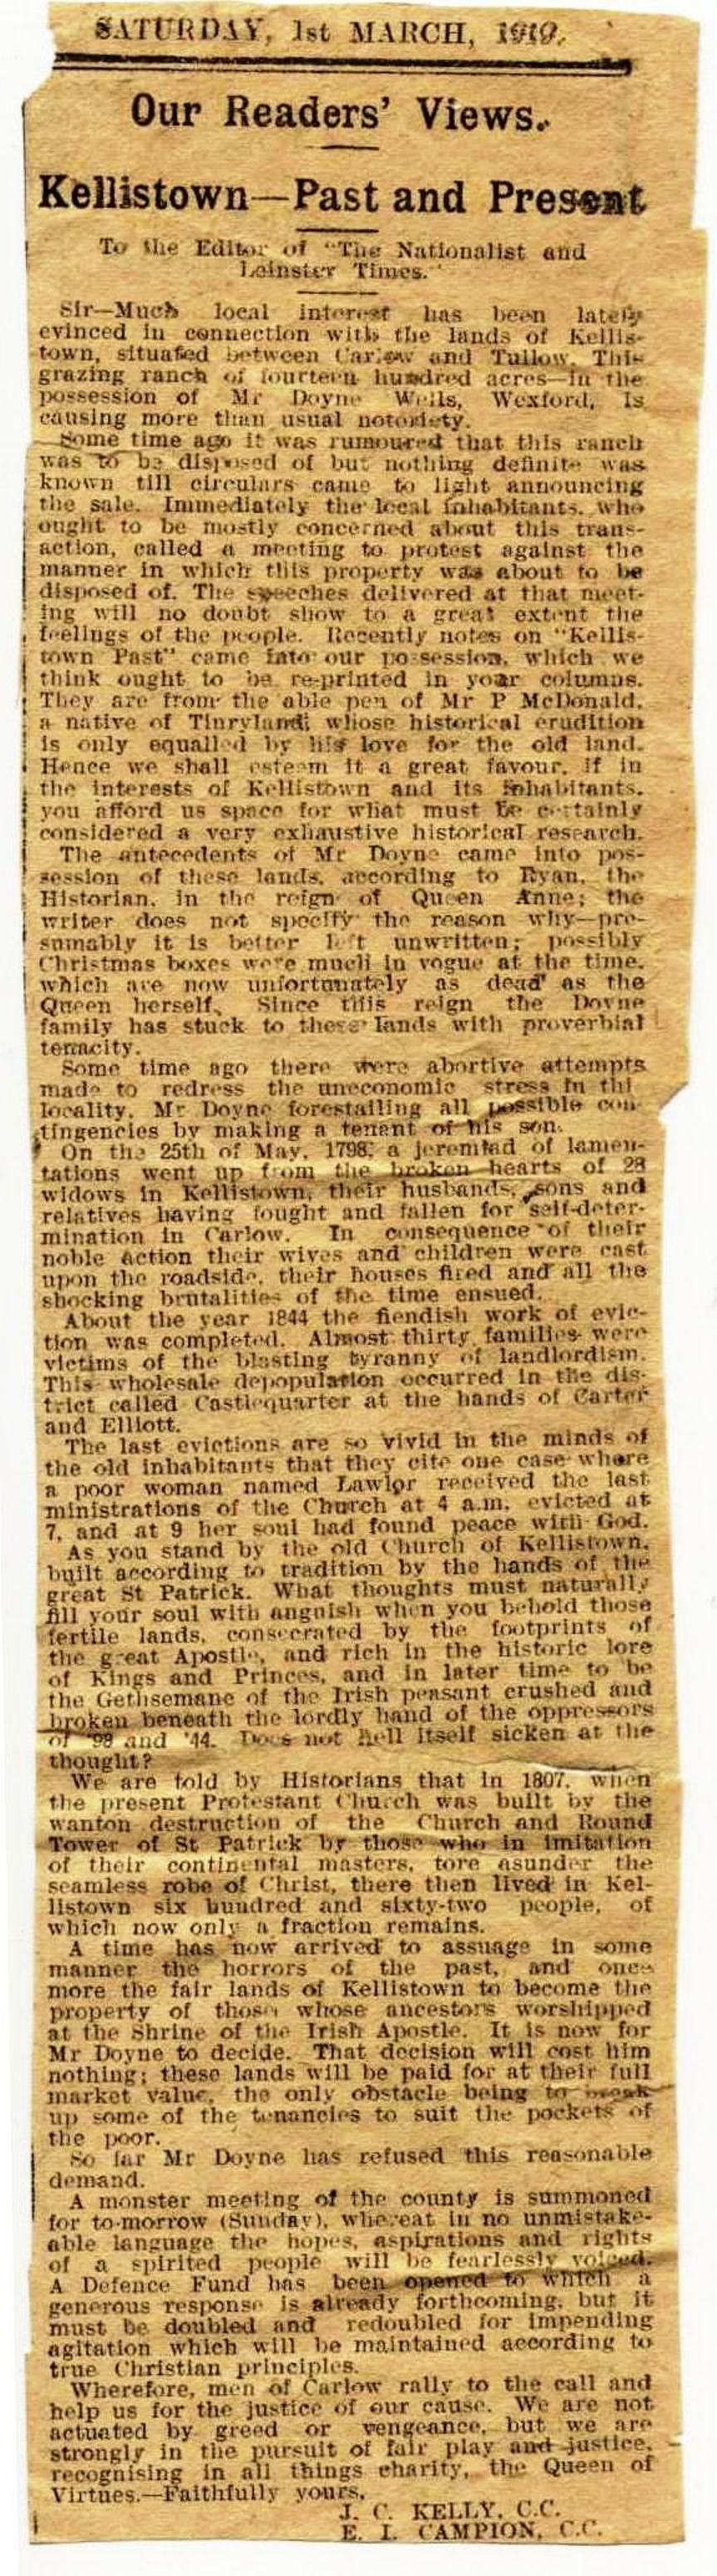 SATURDAY, 1st MARCH, 1919.
Our Readers' Views.
Kellistown—Past and Present
To the Editor of "The Nationalist and
Leinster Times."
Sir—Much local interest has been lately
evinced in connection with the lands of Kellis-
town, situated between Carlow and Tullow. This
grazing ranch of fourteen hundred acres—in the
possession of Mr Doyne Wells, Wexford, is
causing more than usual notoriety.
Some time ago it was rumoured that this ranch
was to be disposed of but nothing definite was
known till circulars came to light announcing
the sale. Immediately the local inhabitants, who
ought to be mostly concerned about this trans-
action, called a meeting to protest against the
manner in which this property was about to be
disposed of. The speeches delivered at that meet-
ing will no doubt show to a great extent the
feelings of the people. Recently notes on "Kellis-
town Past" came into our possession, which we
think ought to be re-printed in your columns.
They are from the able pen of Mr P McDonald,
a native of Tinryland; whose historical erudition
is only equalled by his love for the old land.
Hence we shall esteem it a great favour, if in
the interests of Kellistown and its inhabitants,
you afford us space for what must be certainly
considered a very exhaustive historical research.
The antecedents of Mr Doyne came into pos-
session of these lands, according to Ryan, the
Historian, in the reign of Queen Anne; the
writer does not specify the reason why—pre-
sumably it is better left unwritten; possibly
Christmas boxes were much in vogue at the time,
which are now unfortunately as dead as the
Queen herself. Since this reign the Doyne
family has stuck to these lands with proverbial
tenacity.
Some time ago there were abortive attempts
made to redress the uneconomic stress in thi
locality, Mr Doyne forestalling all possible con
tingencies by making a tenant of his son.
On the 25th of May, 1798, a jeremiad of lamen-
tations went up from the broken hearts of 28
widows in Kellistown, their husbands, sons and
relatives having fought and fallen for self-deter-
mination in Carlow. In consequence of their
noble action their wives and children were cast
upon the roadside, their houses fired and all the
shocking brutalities of the time ensued.
About the year 1844 the fiendish work of evic-
tion was completed. Almost thirty families were
victims of the blasting tyranny of landlordism.
This wholesale depopulation occurred in the dis-
trict called Castlequarter at the hands of Carter
and Elliott.
The last evictions are so vivid in the minds of
the old inhabitants that they cite one case where
a poor woman named Lawlor received the last
ministrations of the Church at 4 a.m. evicted at
7, and at 9 her soul had found peace with God.
As you stand by the old Church of Kellistown,
built according to tradition by the hands of the
great St Patrick. What thoughts must naturally
fill your soul with anguish when you behold those
fertile lands, consecrated by the footprints of
the great Apostle, and rich in the historic lore
of Kings and Princes, and in later time to be
the Gethsemane of the Irish peasant crushed and
broken beneath the lordly hand of the oppressors
of '98 and '44. Does not hell itself sicken at the
thought?
We are told by Historians that in 1807, when
the present Protestant Church was built by the
wanton destruction of the Church and Round
Tower of St Patrick by those who in imitation
of their continental masters, tore asunder the
seamless robe of Christ, there then lived in Kel-
listown six hundred and sixty-two people, of
which now only a fraction remains.
A time has now arrived to assuage in some
manner the horrors of the past, and once
more the fair lands of Kellistown to become the
property of those whose ancestors worshipped
at the Shrine of the Irish Apostle. It is now for
Mr Doyne to decide. That decision will cost him
nothing; these lands will be paid for at their full
market value, the only obstacle being to break
up some of the tenancies to suit the pockets of
the poor.
So far Mr Doyne has refused this reasonable
demand.
A monster meeting of the county is summoned
for to-morrow (Sunday), whereat in no unmistake-
able language the hopes, aspirations and rights
of a spirited people will be fearlessly voiced.
A Defence Fund has been opened to which a
generous response is already forthcoming, but it
must be doubled and redoubled for impending
agitation which will be maintained according to
true Christian principles.
Wherefore, men of Carlow rally to the call and
help us for the justice of our cause. We are not
actuated by greed or vengeance, but we are
strongly in the pursuit of fair play and justice,
recognising in all things charity, the Queen of
Virtues.—Faithfully yours,
J. C. KELLY, C.C.
E. I. CAMPION, C.C.